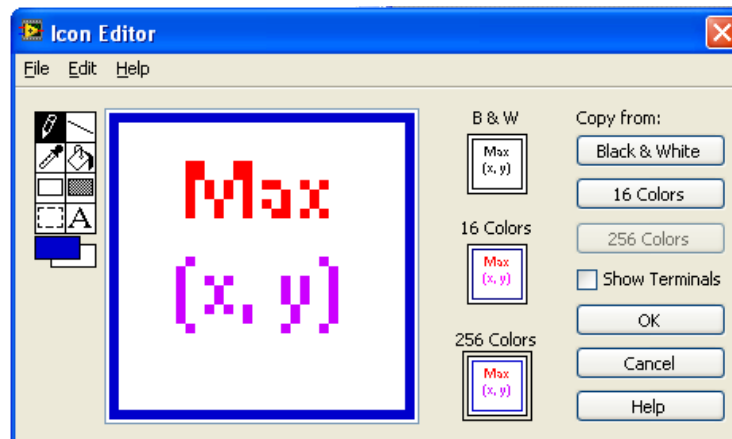 Icon Editor
File Edit Help
A
Max
(x, y)
B & W
Max
(x, y)
16 Colors
Max
(x, y)
256 Colors
Max
(x, y)
Copy from:
Black & White
16 Colors
256 Colors
Show Terminals
OK
Cancel
Help